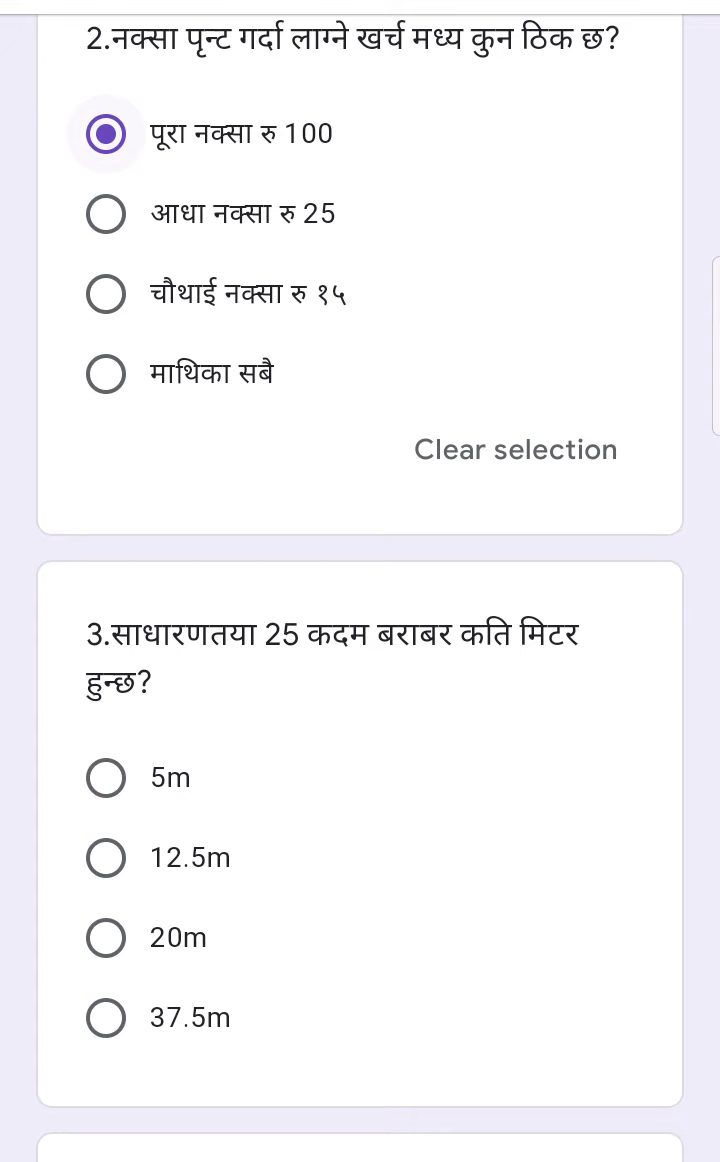 2.नक्सा पृन्ट गर्दा लाग्ने खर्च मध्य कुन ठिक छ?
पूरा नक्सा रु 100
आधा नक्सा रु 25
चौथाई नक्सा रु १५
माथिका सबै
Clear selection
3.साधारणतया 25 कदम बराबर कति मिटर
हुन्छ?
5m
12.5m
20m
37.5m